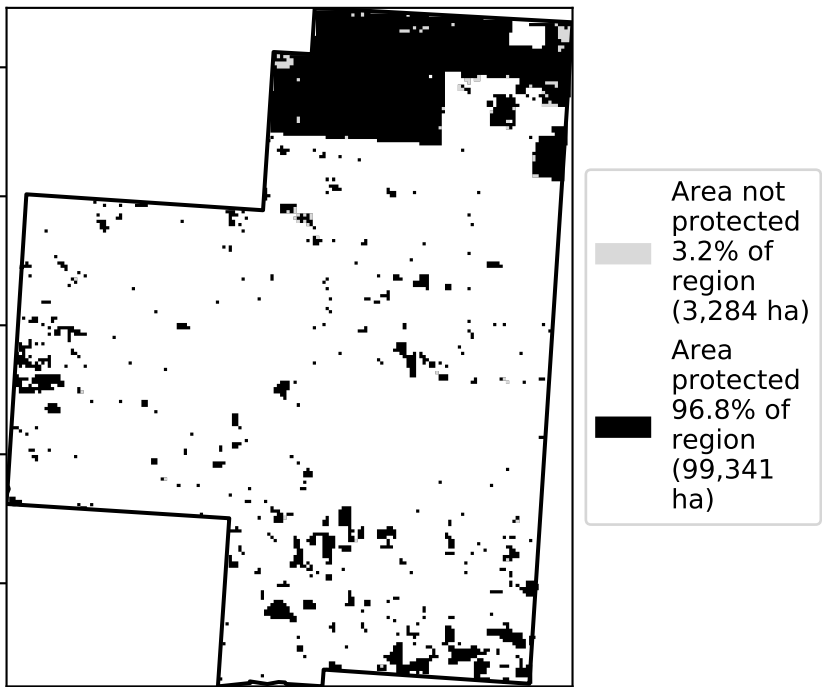 Area not
protected
3.2% of
region
(3,284 ha)
Area
protected
96.8% of
region
(99,341
ha)